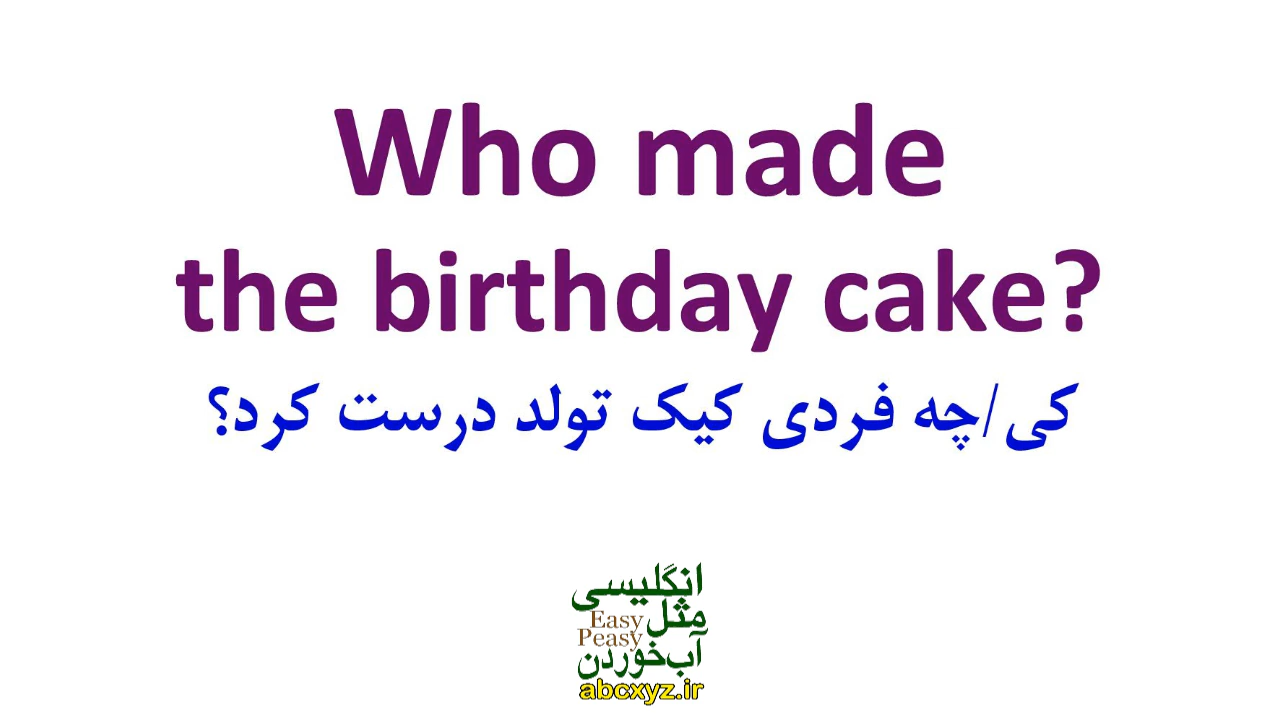 Who made
the birthday cake?
کی/چه فردی کیک تولد درست کرد؟
انگلیسی
مثل
Easy
Peasy
آب‌خوردن
abcxyz.ir